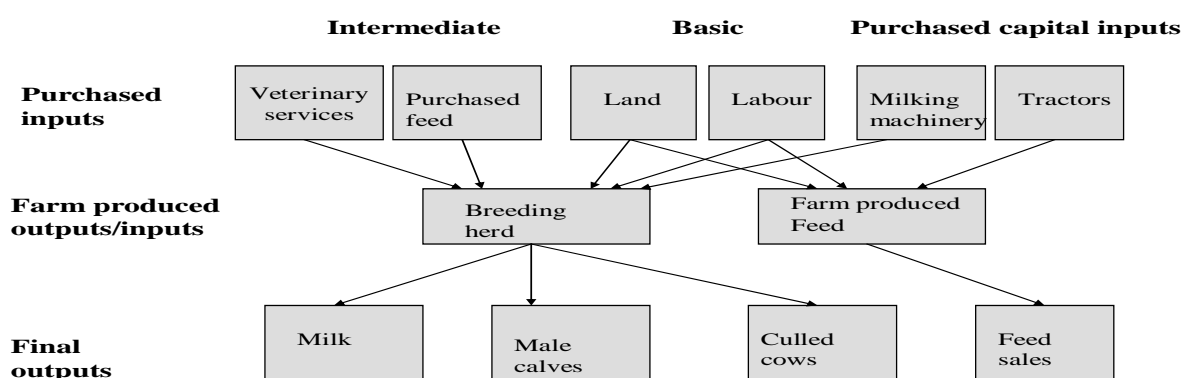 Intermediate Basic Purchased capital inputs
Purchased
inputs
Veterinary
services
Purchased
feed
Land
Labour
Milking
machinery
Tractors
Farm produced
outputs/inputs
Breeding
herd
Farm produced
Feed
Final
outputs
Milk
Male
calves
Culled
cows
Feed
sales